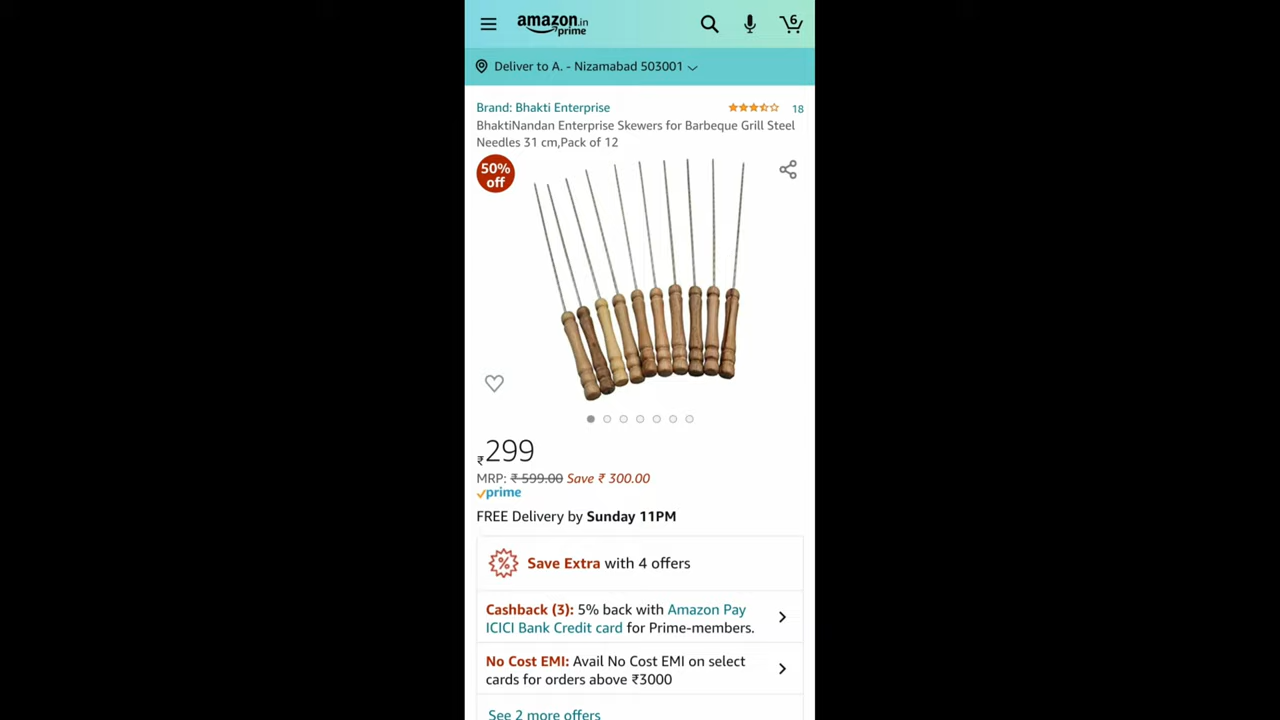 amazon.in
prime
6
Deliver to A. - Nizamabad 503001
Brand: Bhakti Enterprise
18
BhaktiNandan Enterprise Skewers for Barbeque Grill Steel
Needles 31 cm,Pack of 12
50%
off
₹299
MRP: ₹ 599.00 Save ₹ 300.00
prime
FREE Delivery by Sunday 11PM
% Save Extra with 4 offers
Cashback (3): 5% back with Amazon Pay
ICICI Bank Credit card for Prime-members.
No Cost EMI: Avail No Cost EMI on select
cards for orders above ₹3000
See 2 more offers